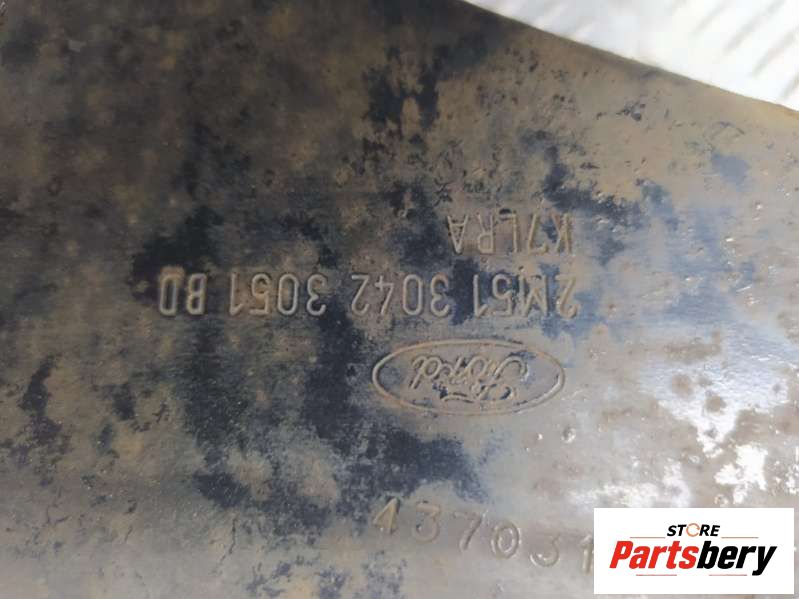 Ford
2M51 3042 3051 BD
K7LRA
STORE
Partsbery